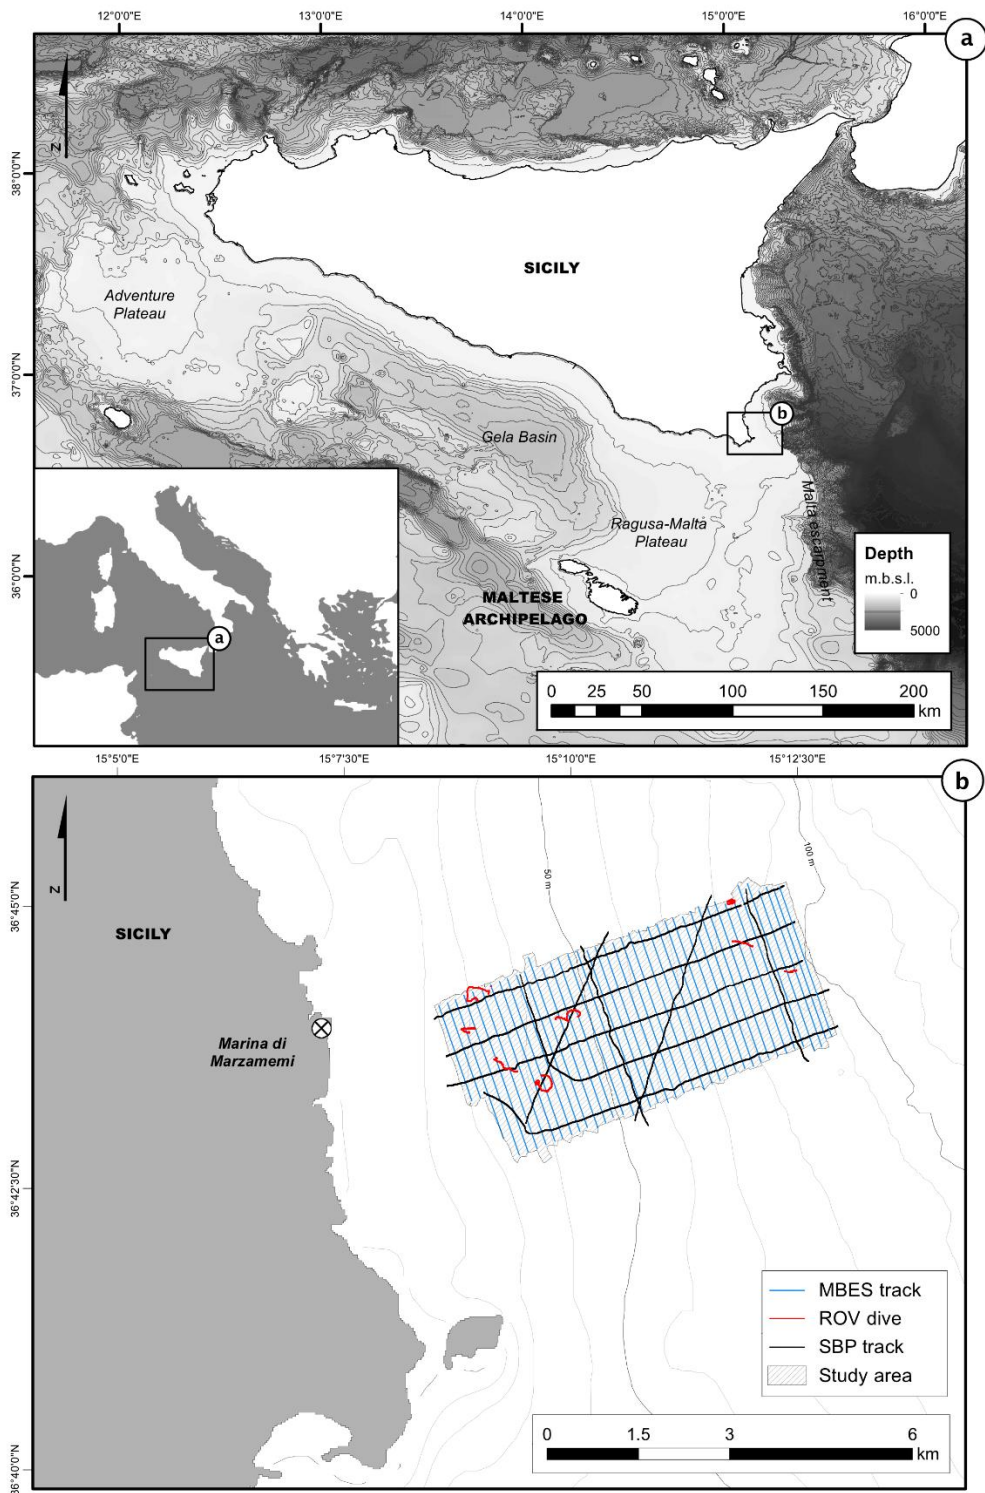 12°0'0"E
13°0'0"E
14°0'0"E
15°0'0"E
16°0'0"E
a
N
38°0'0"N
37°0'0"N
36°0'0"N
SICILY
Adventure
Plateau
Gela Basin
b
Ragusa-Malta
Plateau
Malta escarpment
MALTESE
ARCHIPELAGO
Depth
m.b.s.l.
0
5000
a
0 25 50 100 150 200
km
15°5'0"E
15°7'30"E
15°10'0"E
15°12'30"E
b
N
36°45'0"N
36°42'30"N
36°40'0"N
SICILY
50 m
100 m
Marina di
Marzamemi
MBES track
ROV dive
SBP track
Study area
0 1.5 3 6
km